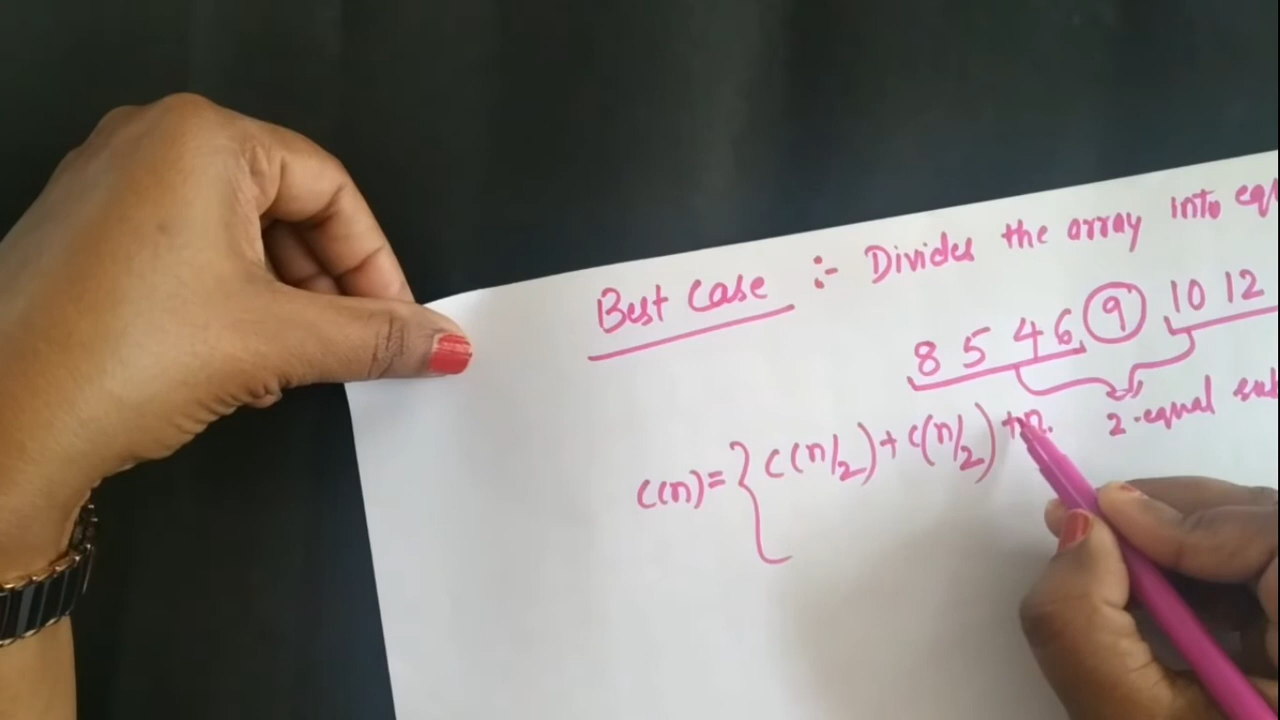 Best Case :- Divides the array into
8 5 4 6 9 10 12
2-equal
C(n)= { C(n/2)+C(n/2)+n.